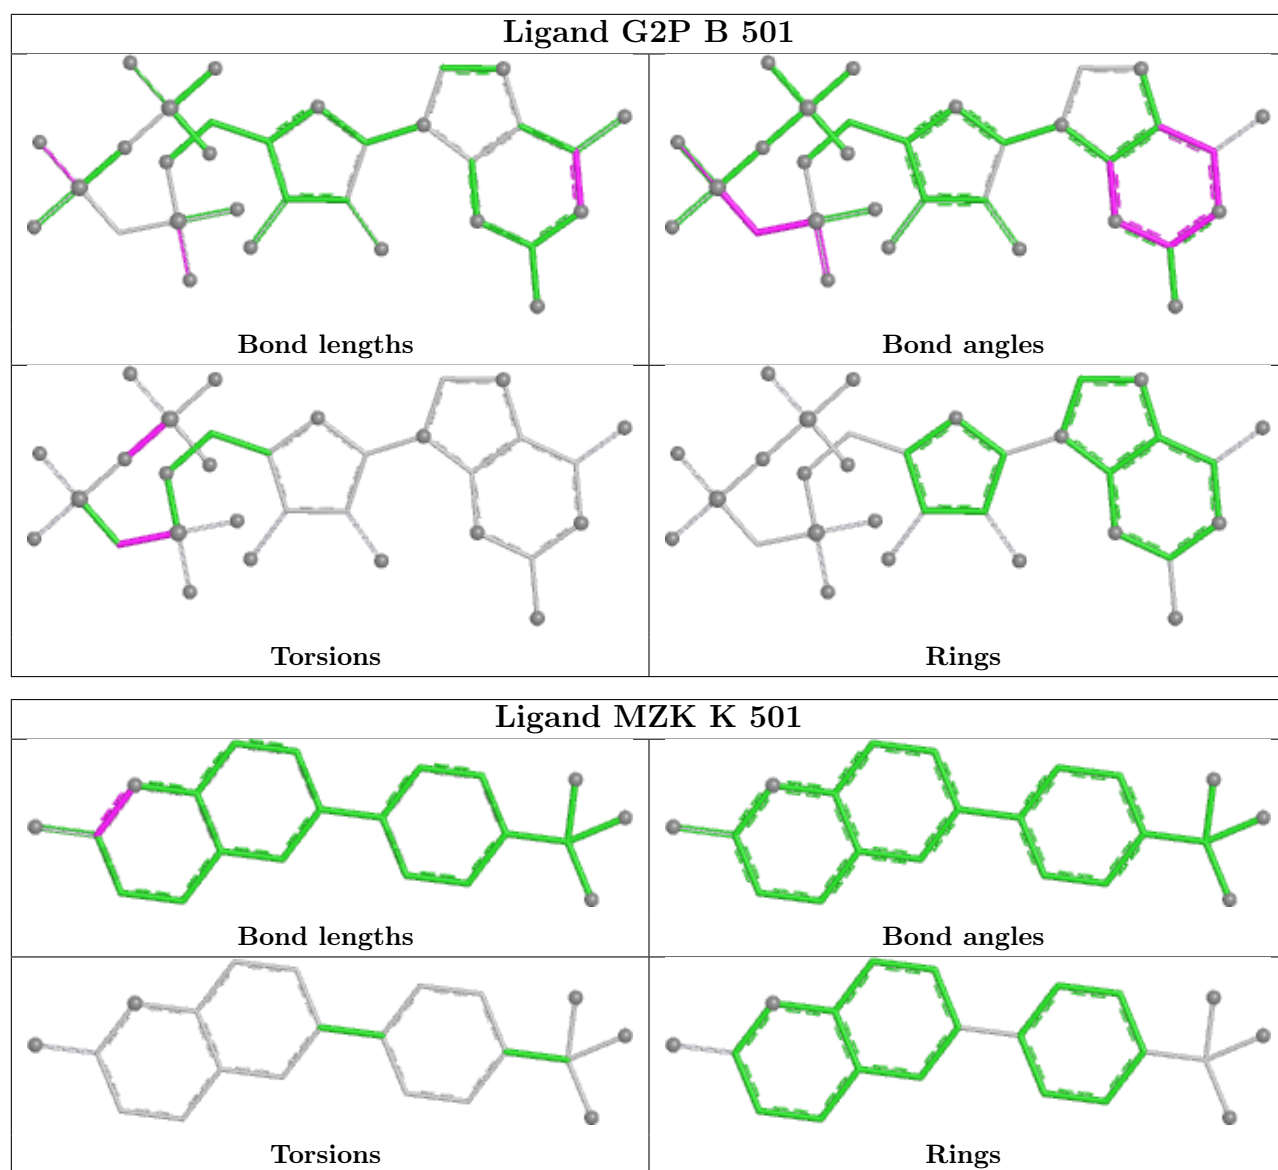 Ligand G2P B 501
Bond lengths
Bond angles
Torsions
Rings
Ligand MZK K 501
Bond lengths
Bond angles
Torsions
Rings